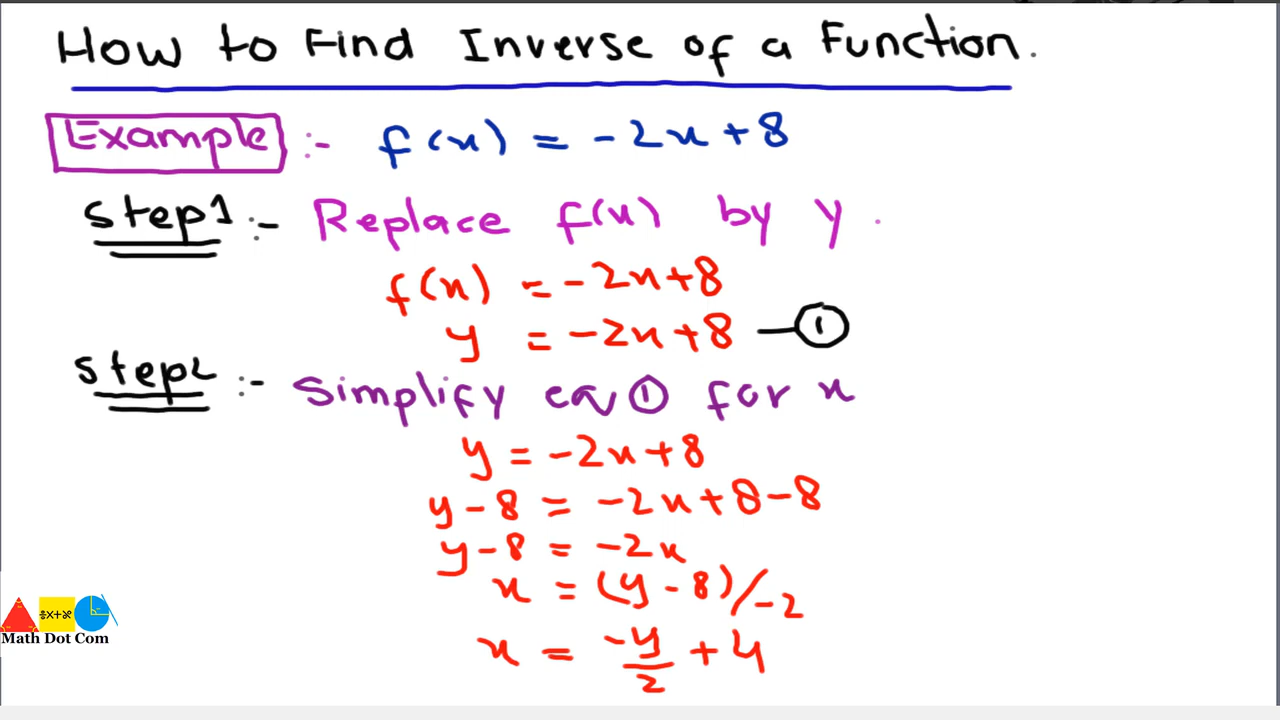 How to Find Inverse of a Function.
Example :- f(x) = -2x+8
Step1 :- Replace f(x) by y.
f(x) = -2x+8
y = -2x+8 —①
Step2 :- Simplify eq ① for x
y = -2x+8
y-8 = -2x+8-8
y-8 = -2x
x = (y-8)/-2
x = -y/2 + 4
÷×+
Math Dot Com